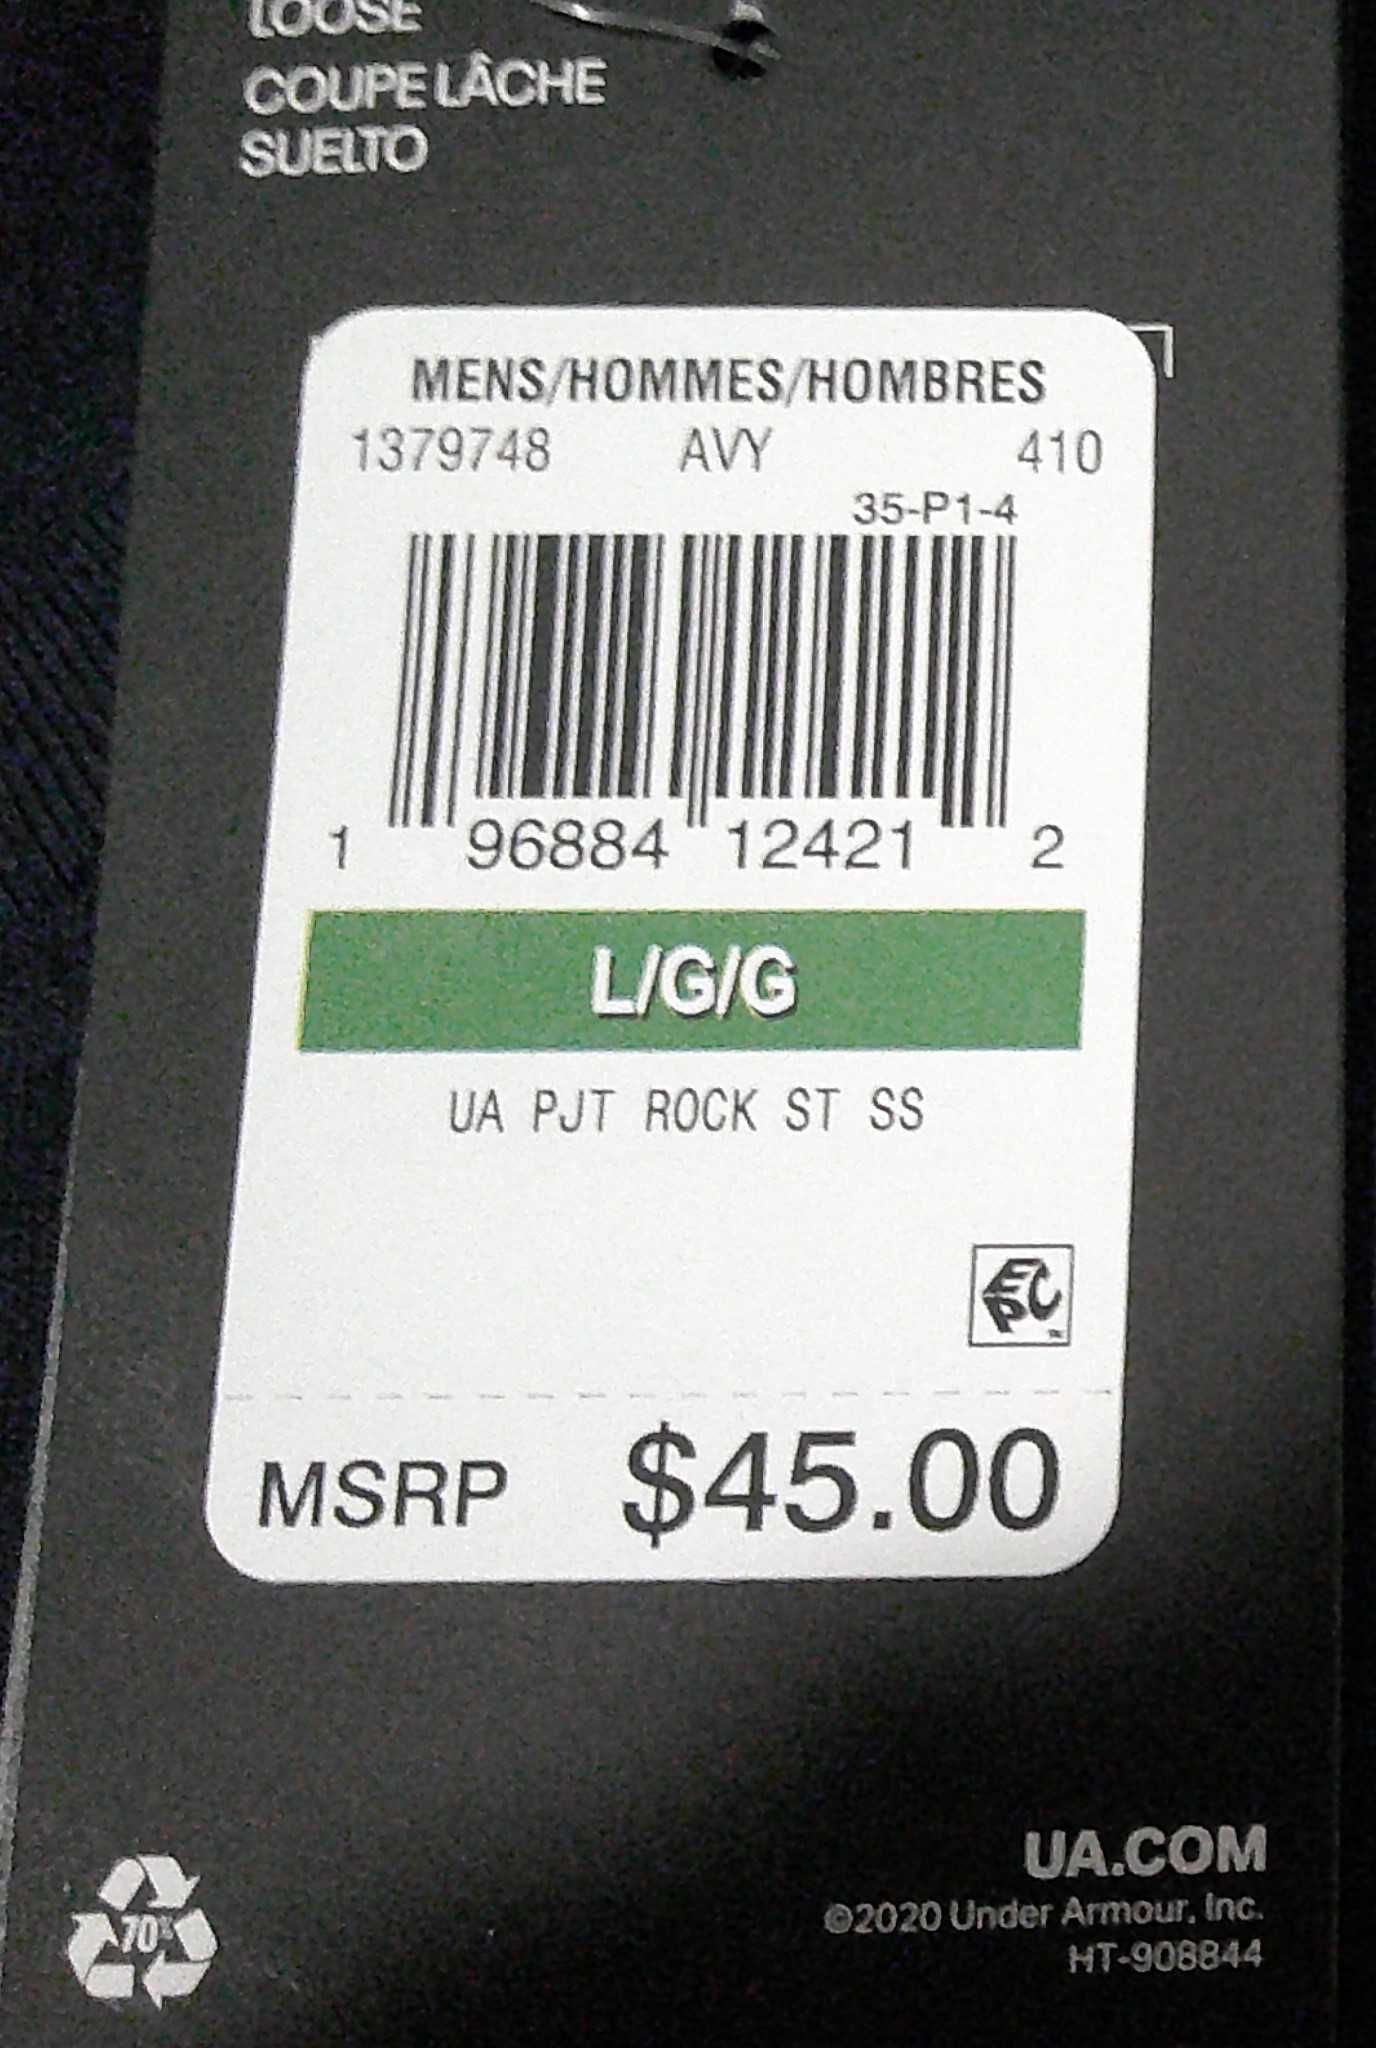 LOOSE
COUPE LÂCHE
SUELTO
MENS/HOMMES/HOMBRES
1379748 AVY 410
35-P1-4
1 96884 12421 2
L/G/G
UA PJT ROCK ST SS
EPC
MSRP $45.00
UA.COM
©2020 Under Armour, Inc.
HT-908844
70%